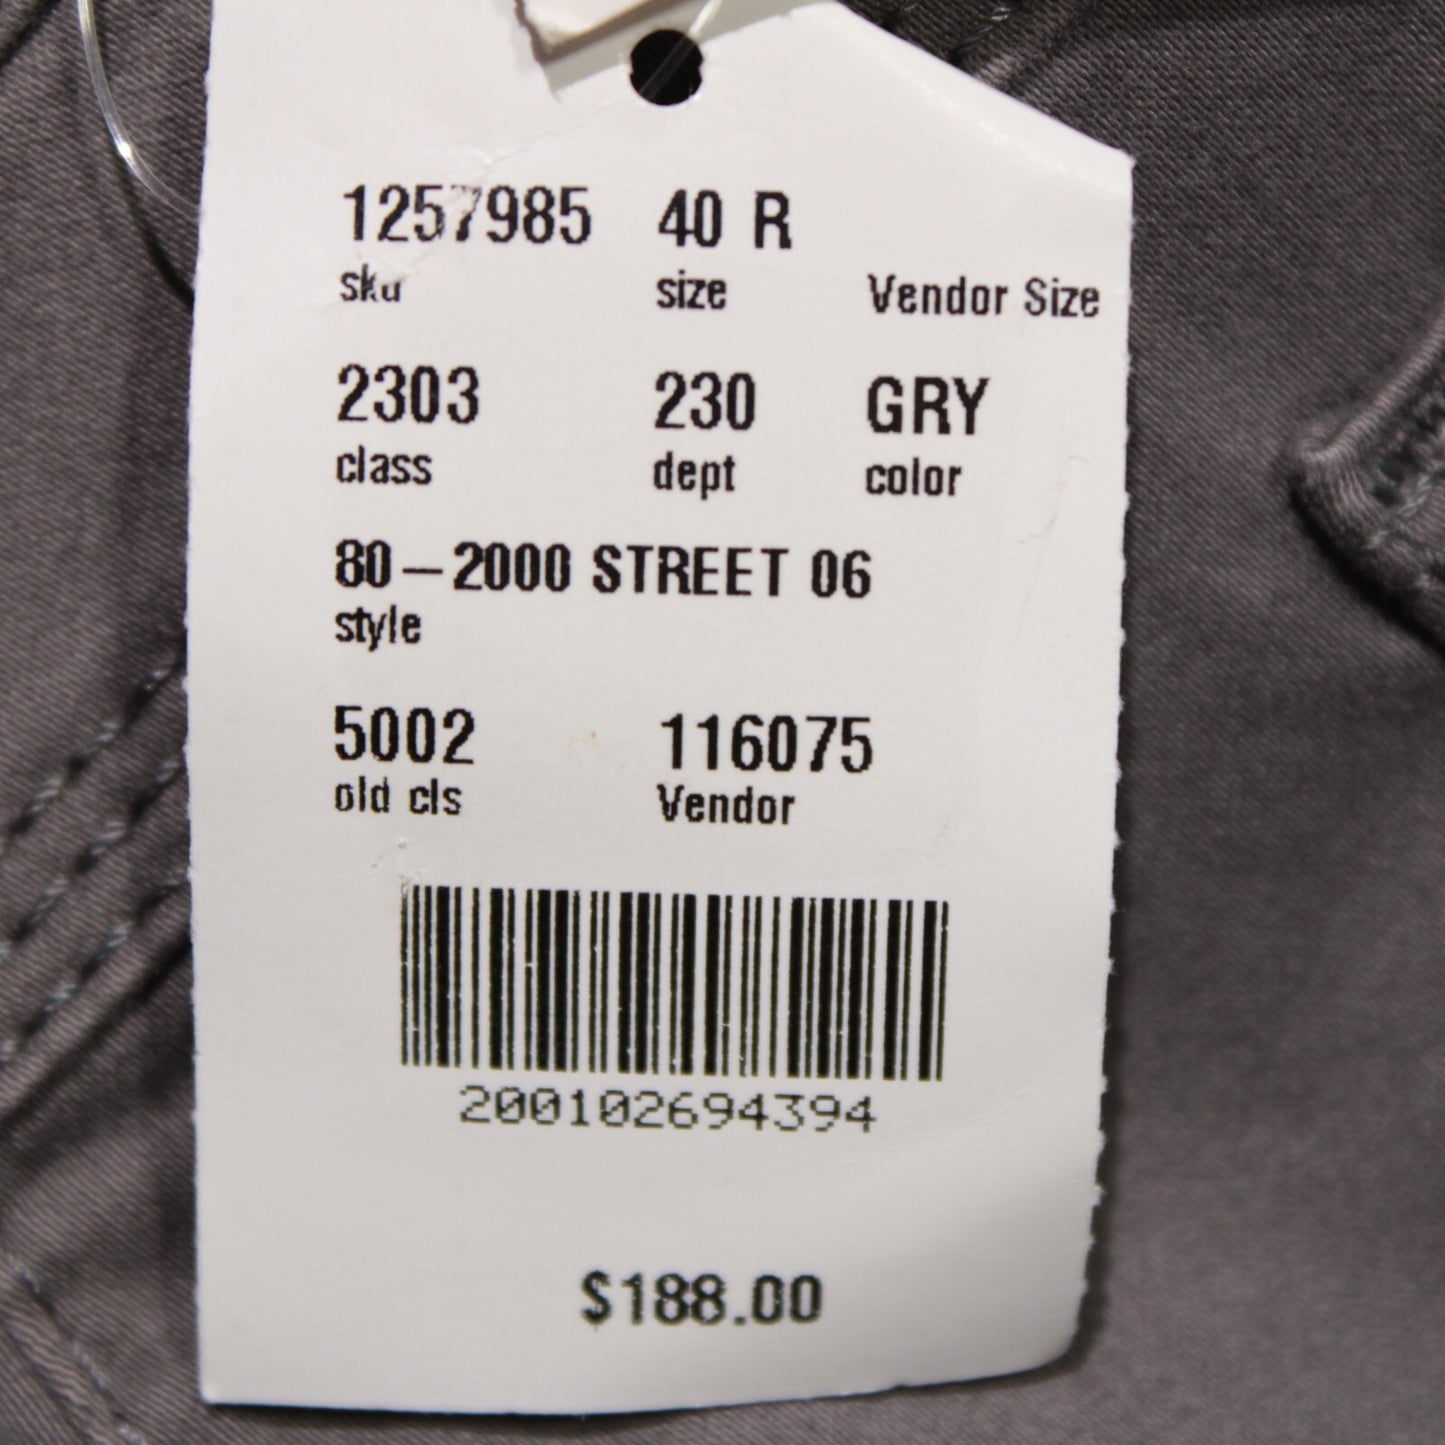 1257985 40 R
sku size Vendor Size
2303 230 GRY
class dept color
80-2000 STREET 06
style
5002 116075
old cls Vendor
200102694394
$188.00